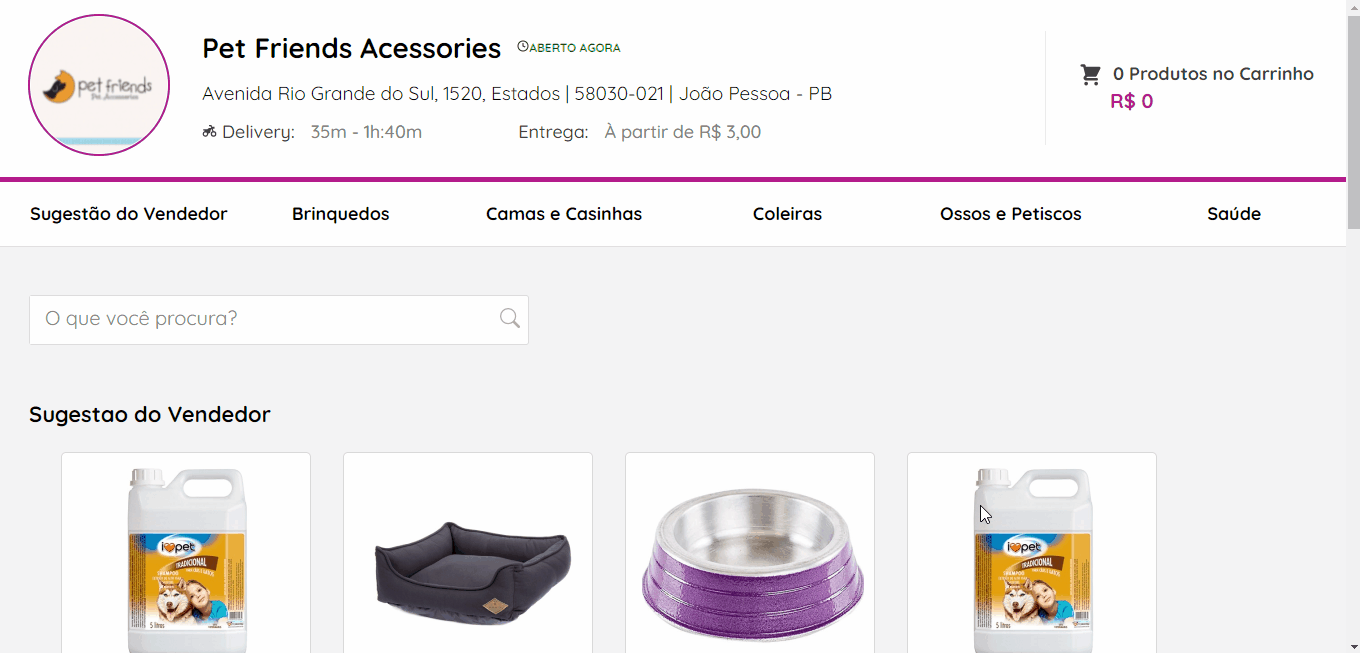 pet friends
Pet Acessories
Pet Friends Acessories
ABERTO AGORA
Avenida Rio Grande do Sul, 1520, Estados | 58030-021 | João Pessoa - PB
Delivery: 35m - 1h:40m
Entrega: À partir de R$ 3,00
0 Produtos no Carrinho
R$ 0
Sugestão do Vendedor
Brinquedos
Camas e Casinhas
Coleiras
Ossos e Petiscos
Saúde
O que você procura?
Sugestao do Vendedor
pet
TRADICIONAL
5 litros
pet
TRADICIONAL
5 litros